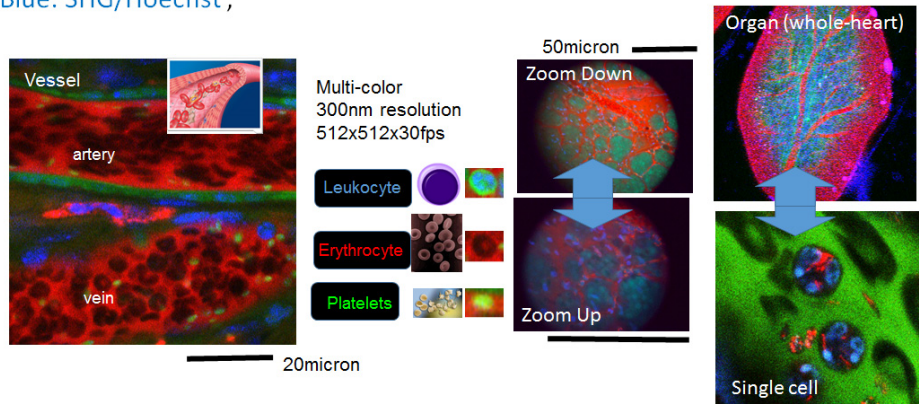 Blue: SHG/Hoechst ,
Vessel
artery
vein
20micron
Multi-color
300nm resolution
512x512x30fps
Leukocyte
Erythrocyte
Platelets
50micron
Zoom Down
Zoom Up
Organ (whole-heart)
Single cell